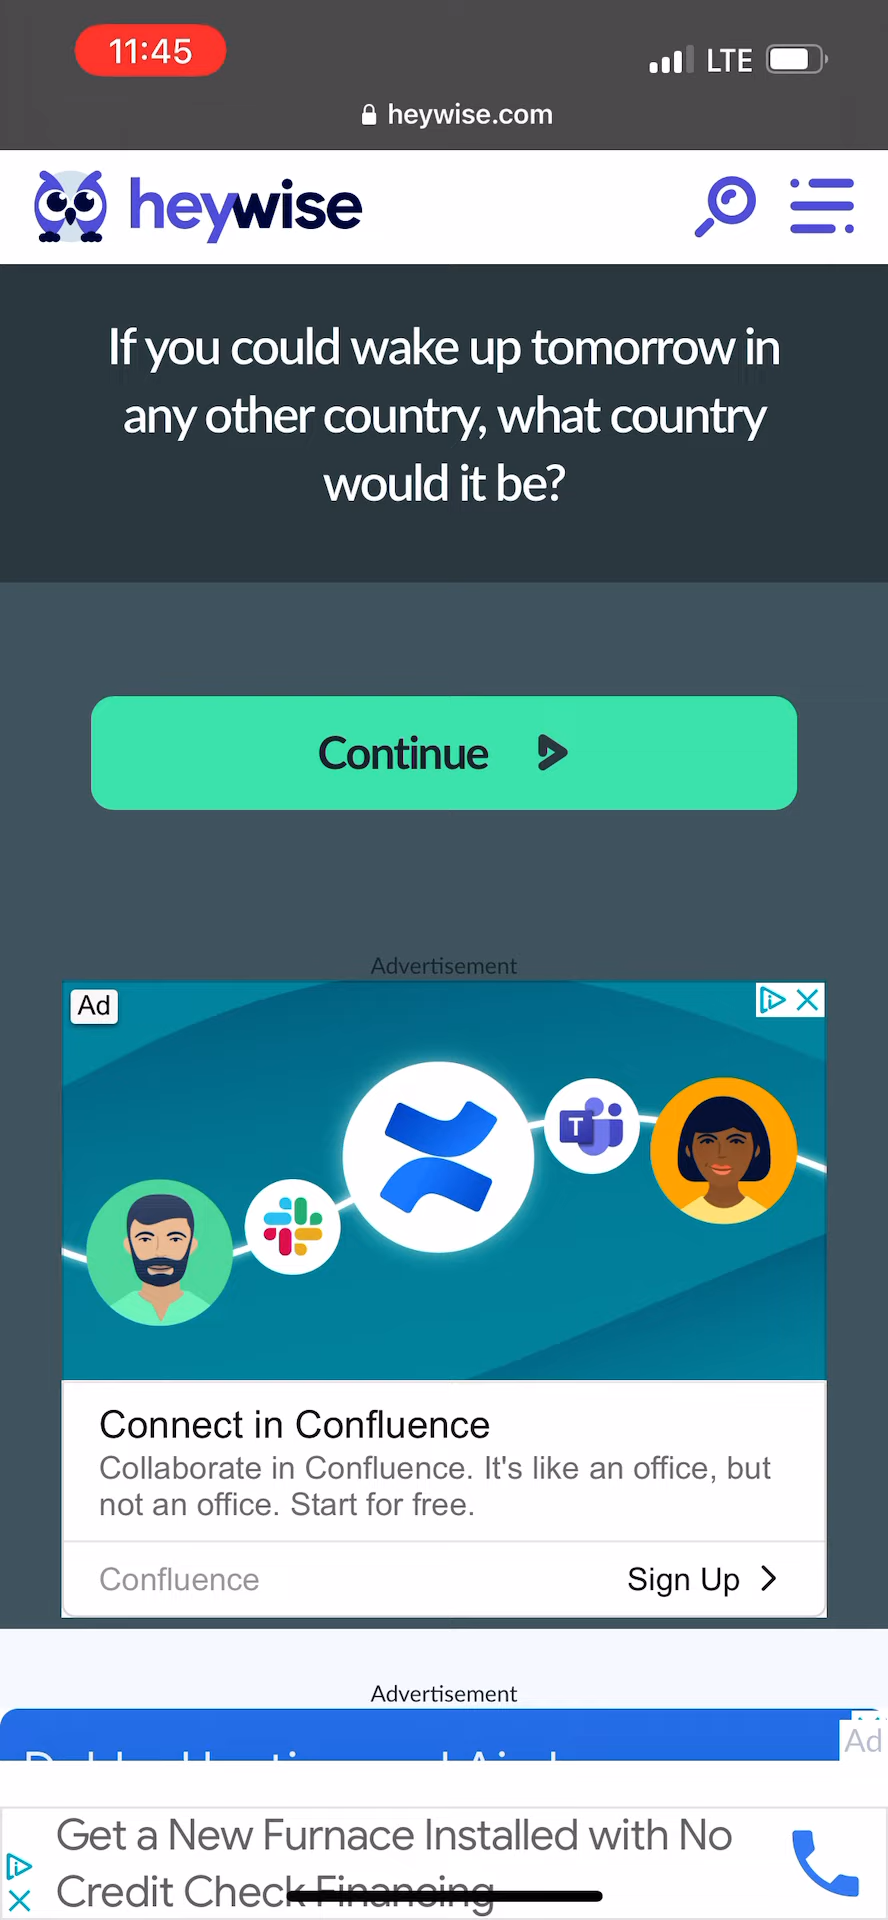 11:45
LTE
heywise.com
heywise
If you could wake up tomorrow in
any other country, what country
would it be?
Continue
Advertisement
Ad
T
Connect in Confluence
Collaborate in Confluence. It's like an office, but
not an office. Start for free.
Confluence
Sign Up
Advertisement
Ad
Get a New Furnace Installed with No
Credit Check Financing